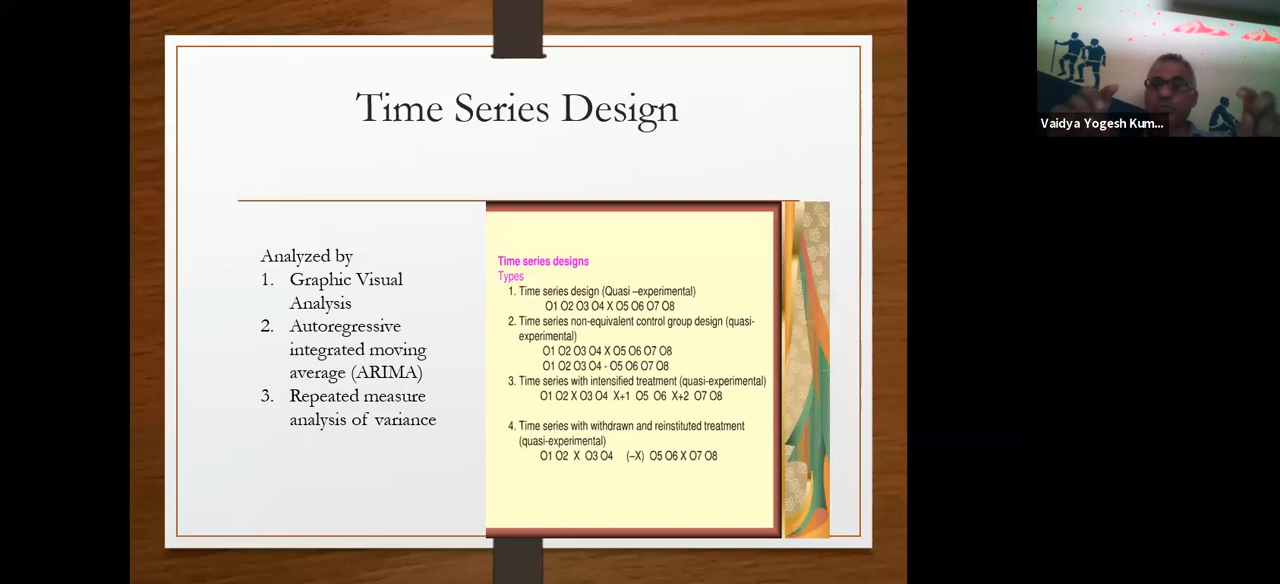 Time Series Design
Analyzed by
1. Graphic Visual
Analysis
2. Autoregressive
integrated moving
average (ARIMA)
3. Repeated measure
analysis of variance
Time series designs
Types
1. Time series design (Quasi –experimental)
O1 O2 O3 O4 X O5 O6 O7 O8
2. Time series non-equivalent control group design (quasi-
experimental)
O1 O2 O3 O4 X O5 O6 O7 O8
O1 O2 O3 O4 - O5 O6 O7 O8
3. Time series with intensified treatment (quasi-experimental)
O1 O2 X O3 O4 X+1 O5 O6 X+2 O7 O8
4. Time series with withdrawn and reinstituted treatment
(quasi-experimental)
O1 O2 X O3 O4 (–X) O5 O6 X O7 O8
Vaidya Yogesh Kum...